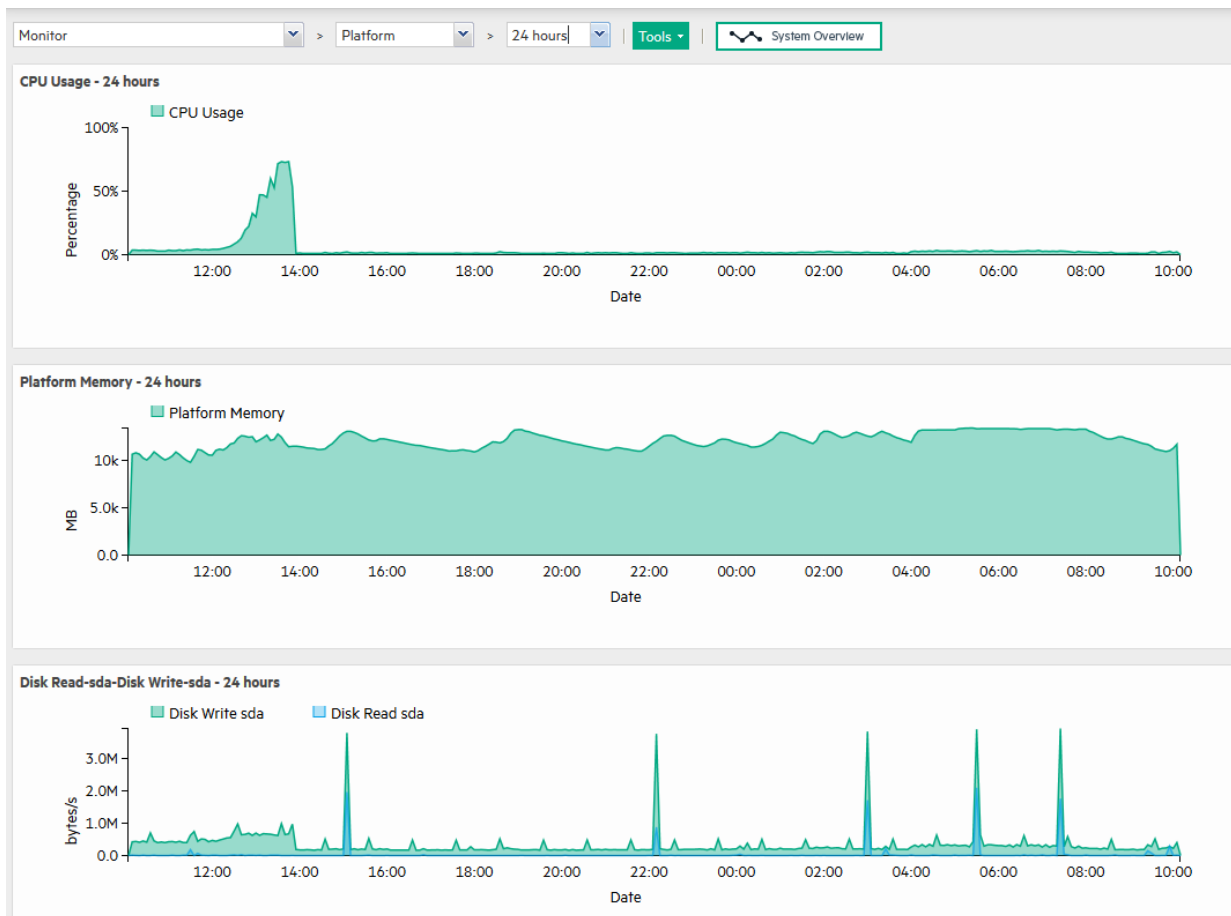 Monitor > Platform > 24 hours | Tools | System Overview
CPU Usage - 24 hours
CPU Usage
100%
50%
0%
Percentage
12:00 14:00 16:00 18:00 20:00 22:00 00:00 02:00 04:00 06:00 08:00 10:00
Date
Platform Memory - 24 hours
Platform Memory
10k
5.0k
0.0
MB
12:00 14:00 16:00 18:00 20:00 22:00 00:00 02:00 04:00 06:00 08:00 10:00
Date
Disk Read-sda-Disk Write-sda - 24 hours
Disk Write sda Disk Read sda
3.0M
2.0M
1.0M
0.0
bytes/s
12:00 14:00 16:00 18:00 20:00 22:00 00:00 02:00 04:00 06:00 08:00 10:00
Date